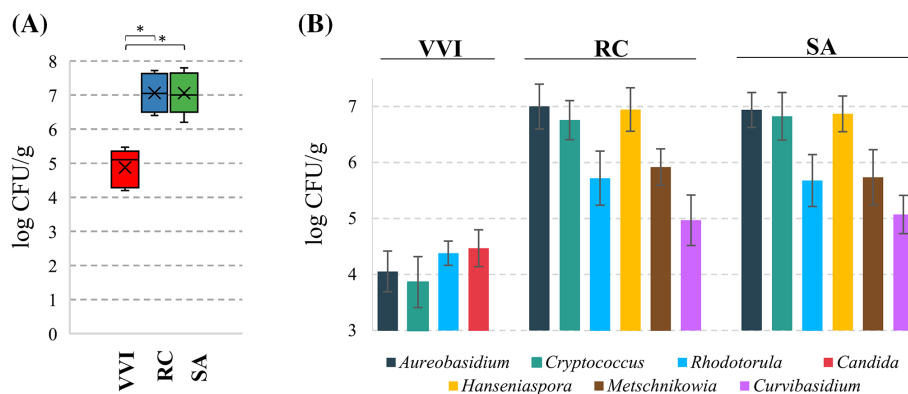 (A)
* *
log CFU/g
8
7
6
5
4
3
2
1
0
VVI
RC
SA
(B)
VVI RC SA
log CFU/g
7
6
5
4
3
Aureobasidium Cryptococcus Rhodotorula Candida
Hanseniaspora Metschnikowia Curvibasidium